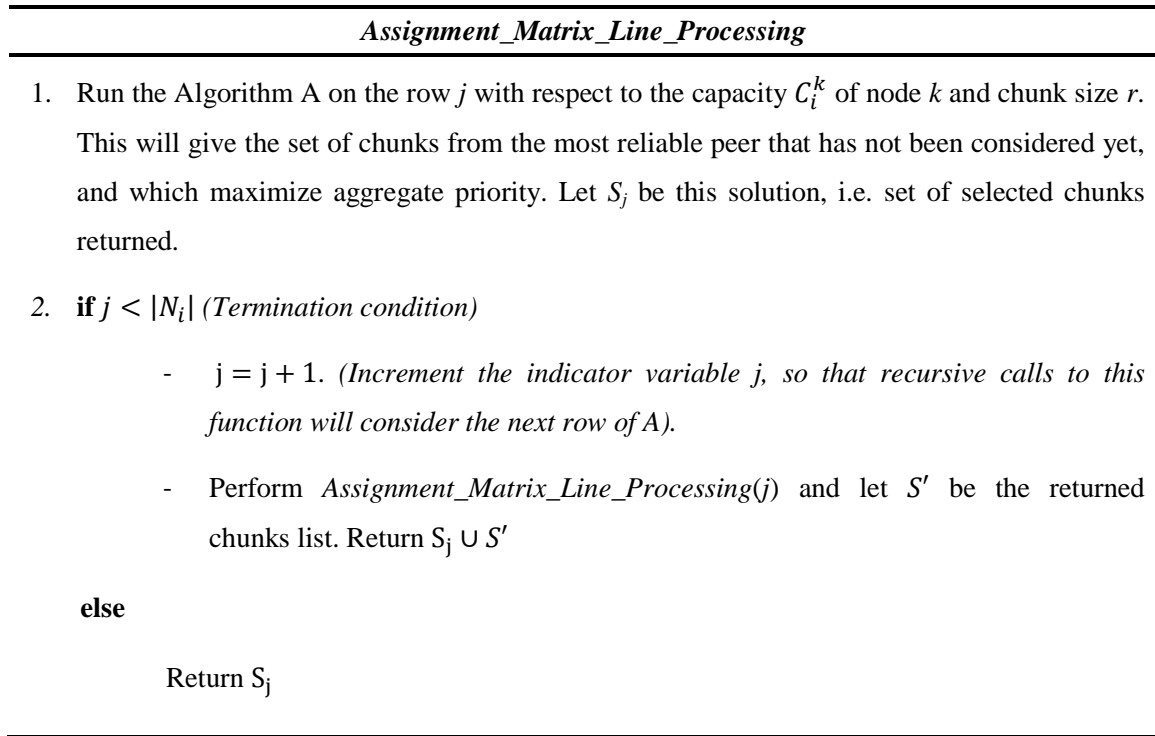 Assignment_Matrix_Line_Processing
1. Run the Algorithm A on the row j with respect to the capacity C_i^k of node k and chunk size r.
This will give the set of chunks from the most reliable peer that has not been considered yet,
and which maximize aggregate priority. Let S_j be this solution, i.e. set of selected chunks
returned.
2. if j < |N_i| (Termination condition)
- j = j + 1. (Increment the indicator variable j, so that recursive calls to this
function will consider the next row of A).
- Perform Assignment_Matrix_Line_Processing(j) and let S′ be the returned
chunks list. Return S_j ∪ S′
else
Return S_j